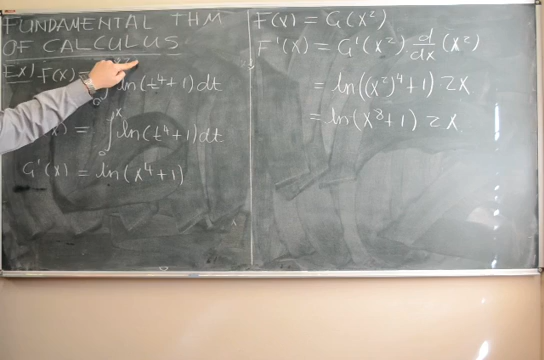 FUNDAMENTAL THM
OF CALCULUS
Ex) F(x) = ∫₀ ln(t⁴+1)dt
(x) = ∫₀ˣ ln(t⁴+1)dt
G'(x) = ln(x⁴+1)
F(x) = G(x²)
F'(x) = G'(x²) d/dx (x²)
= ln((x²)⁴+1) 2x
= ln(x⁸+1) 2x